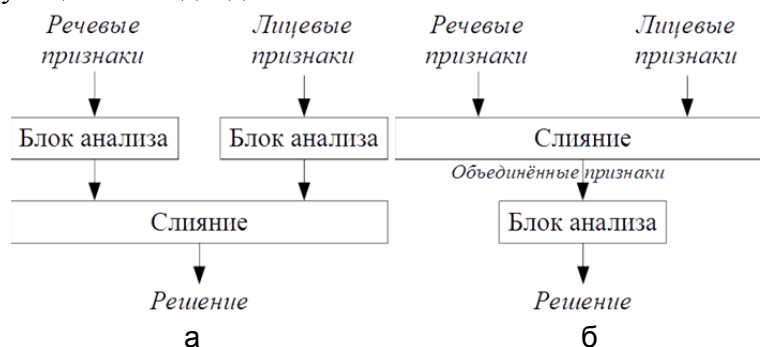 Речевые
признаки
Лицевые
признаки
Блок анализа
Блок анализа
Слияние
Решение
а
Речевые
признаки
Лицевые
признаки
Слияние
Объединённые признаки
Блок анализа
Решение
б